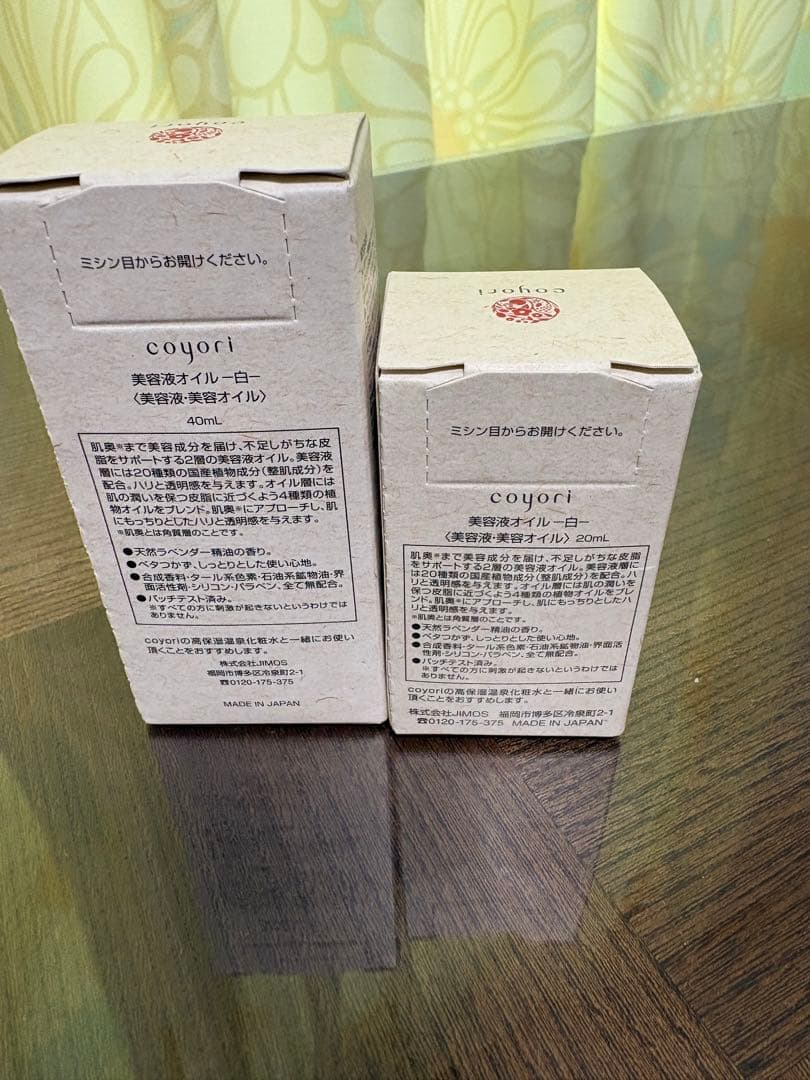 coyori
ミシン目からお開けください。
coyori
美容液オイル ー白ー
〈美容液・美容オイル〉
40mL
肌奥※まで美容成分を届け、不足しがちな皮
脂をサポートする2層の美容液オイル。美容液
層には20種類の国産植物成分(整肌成分)を
配合。ハリと透明感を与えます。オイル層には
肌の潤いを保つ皮脂に近づくよう4種類の植
物オイルをブレンド。肌奥※にアプローチし、肌
にもっちりとしたハリと透明感を与えます。
※肌奥とは角質層のことです。
●天然ラベンダー精油の香り。
●ベタつかず、しっとりとした使い心地。
●合成香料・タール系色素・石油系鉱物油・界
面活性剤・シリコン・パラベン、全て無配合。
●パッチテスト済み。
※すべての方に刺激が起きないというわけでは
ありません。
coyoriの高保湿温泉化粧水と一緒にお使い
頂くことをおすすめします。
株式会社JIMOS
福岡市博多区冷泉町2-1
☎0120-175-375
MADE IN JAPAN
coyori
ミシン目からお開けください。
coyori
美容液オイル ー白ー
〈美容液・美容オイル〉 20mL
肌奥※まで美容成分を届け、不足しがちな皮脂
をサポートする2層の美容液オイル。美容液層に
は20種類の国産植物成分(整肌成分)を配合。ハ
リと透明感を与えます。オイル層には肌の潤いを
保つ皮脂に近づくよう4種類の植物オイルをブレ
ンド。肌奥※にアプローチし、肌にもっちりとしたハ
リと透明感を与えます。
※肌奥とは角質層のことです。
●天然ラベンダー精油の香り。
●ベタつかず、しっとりとした使い心地。
●合成香料・タール系色素・石油系鉱物油・界面活
性剤・シリコン・パラベン、全て無配合。
●パッチテスト済み。
※すべての方に刺激が起きないというわけでは
ありません。
coyoriの高保湿温泉化粧水と一緒にお使い
頂くことをおすすめします。
株式会社JIMOS 福岡市博多区冷泉町2-1
☎0120-175-375 MADE IN JAPAN